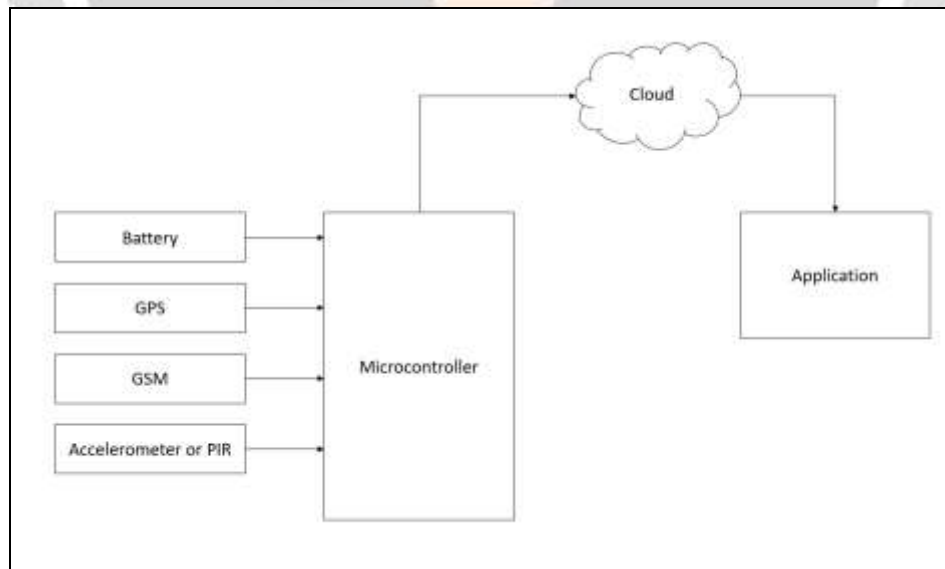 Cloud
Battery
GPS
GSM
Accelerometer or PIR
Microcontroller
Application